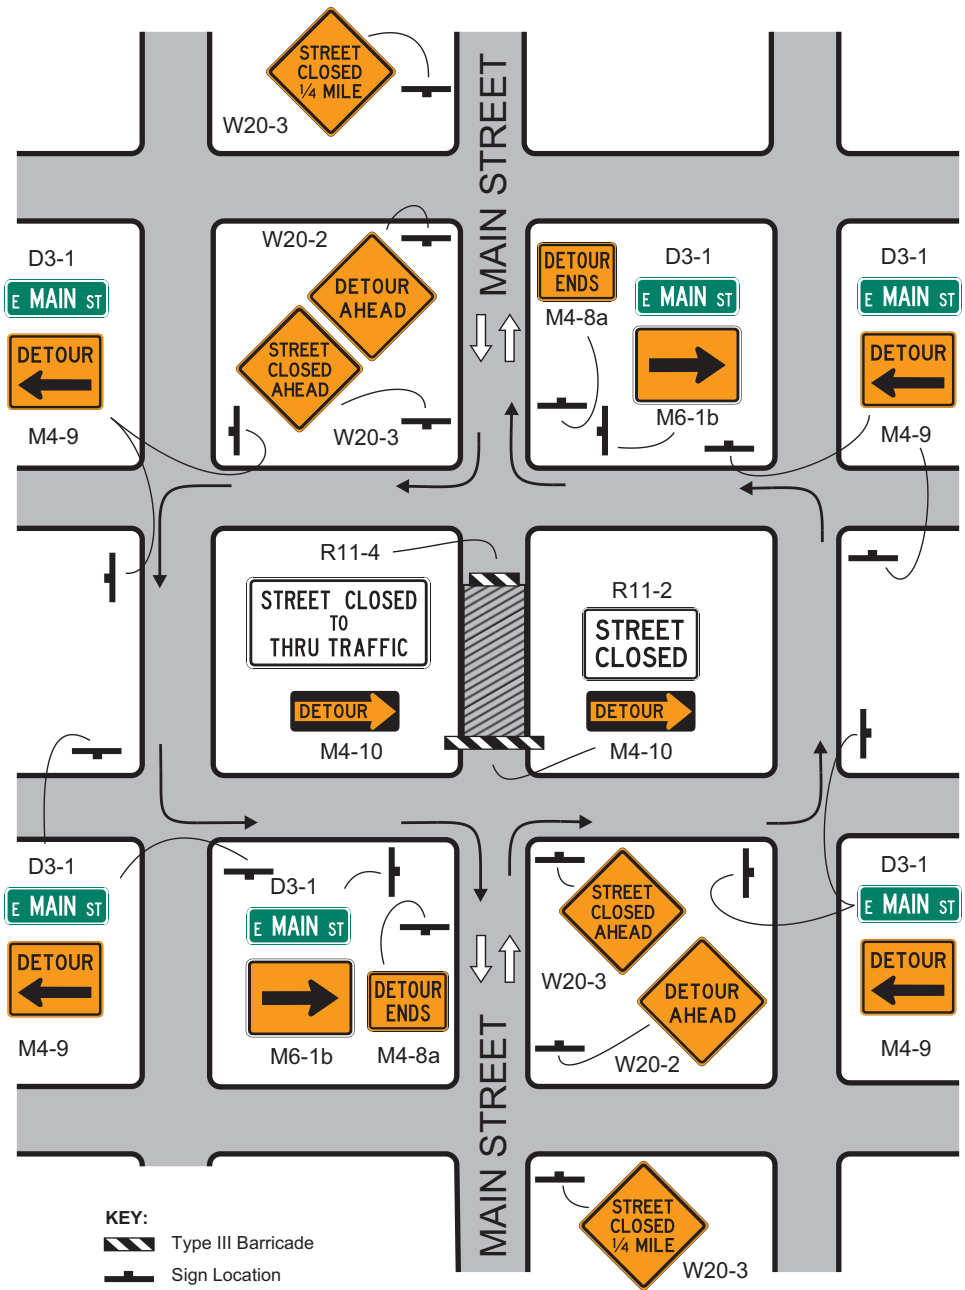 STREET
CLOSED
1/4 MILE
W20-3
MAIN STREET
W20-2
DETOUR
AHEAD
STREET
CLOSED
AHEAD
W20-3
D3-1
E MAIN ST
DETOUR
M4-9
DETOUR
ENDS
M4-8a
D3-1
E MAIN ST
M6-1b
D3-1
E MAIN ST
DETOUR
M4-9
R11-4
STREET CLOSED
TO
THRU TRAFFIC
DETOUR
M4-10
R11-2
STREET
CLOSED
DETOUR
M4-10
D3-1
E MAIN ST
DETOUR
M4-9
D3-1
E MAIN ST
M6-1b
DETOUR
ENDS
M4-8a
MAIN STREET
STREET
CLOSED
AHEAD
W20-3
DETOUR
AHEAD
W20-2
D3-1
E MAIN ST
DETOUR
M4-9
STREET
CLOSED
1/4 MILE
W20-3
KEY:
Type III Barricade
Sign Location